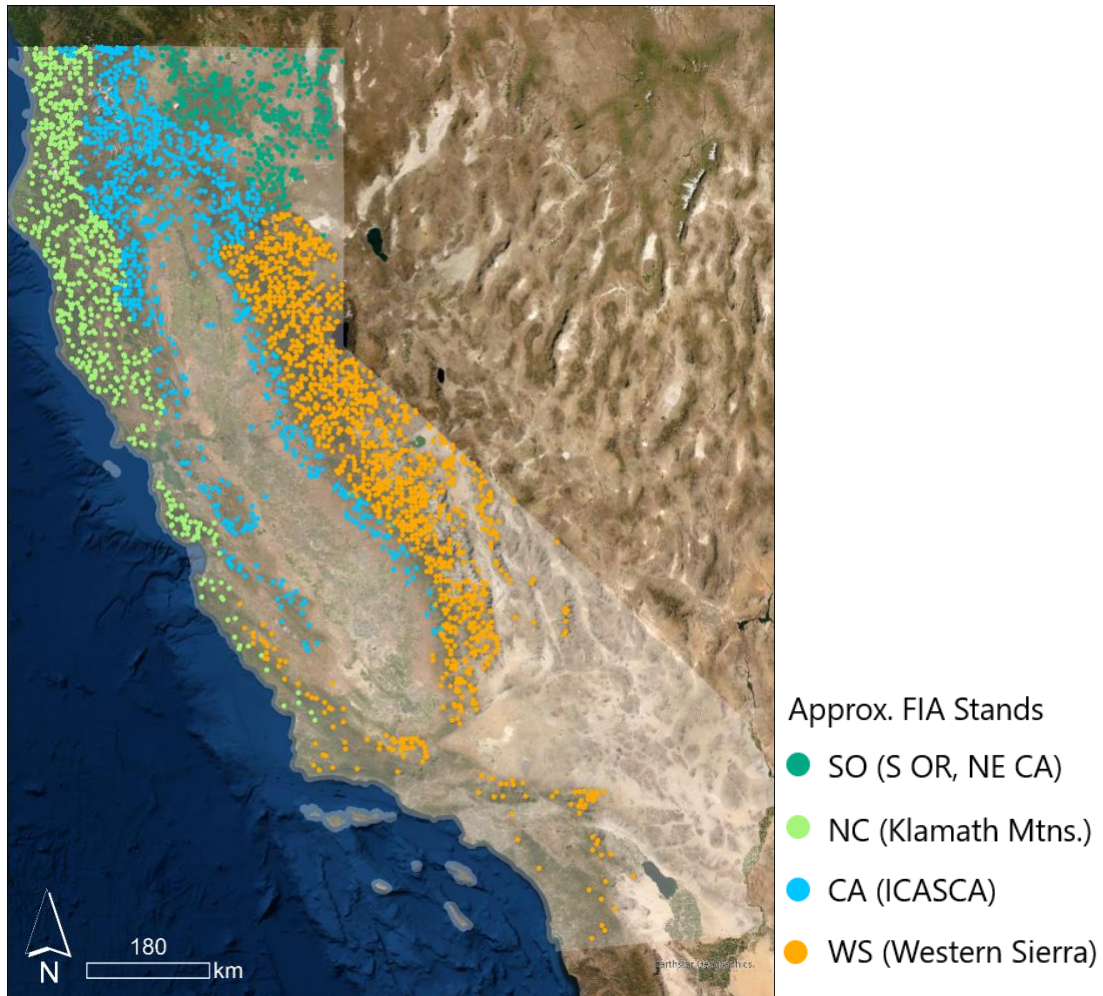 Approx. FIA Stands
SO (S OR, NE CA)
NC (Klamath Mtns.)
CA (ICASCA)
WS (Western Sierra)
180
N
km